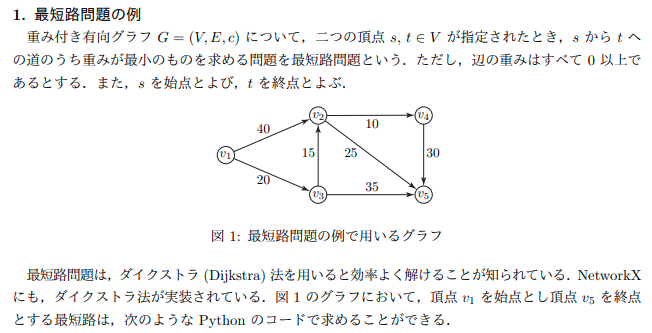 1. 最短路問題の例
重み付き有向グラフ G = (V, E, c) について，二つの頂点 s, t ∈ V が指定されたとき，s から t へ
の道のうち重みが最小のものを求める問題を最短路問題という．ただし，辺の重みはすべて 0 以上で
あるとする．また，s を始点とよび，t を終点とよぶ．
v2
v4
40
10
v1
15
25
30
20
35
v3
v5
図 1: 最短路問題の例で用いるグラフ
最短路問題は，ダイクストラ (Dijkstra) 法を用いると効率よく解けることが知られている．NetworkX
にも，ダイクストラ法が実装されている．図 1 のグラフにおいて，頂点 v1 を始点とし頂点 v5 を終点
とする最短路は，次のような Python のコードで求めることができる．